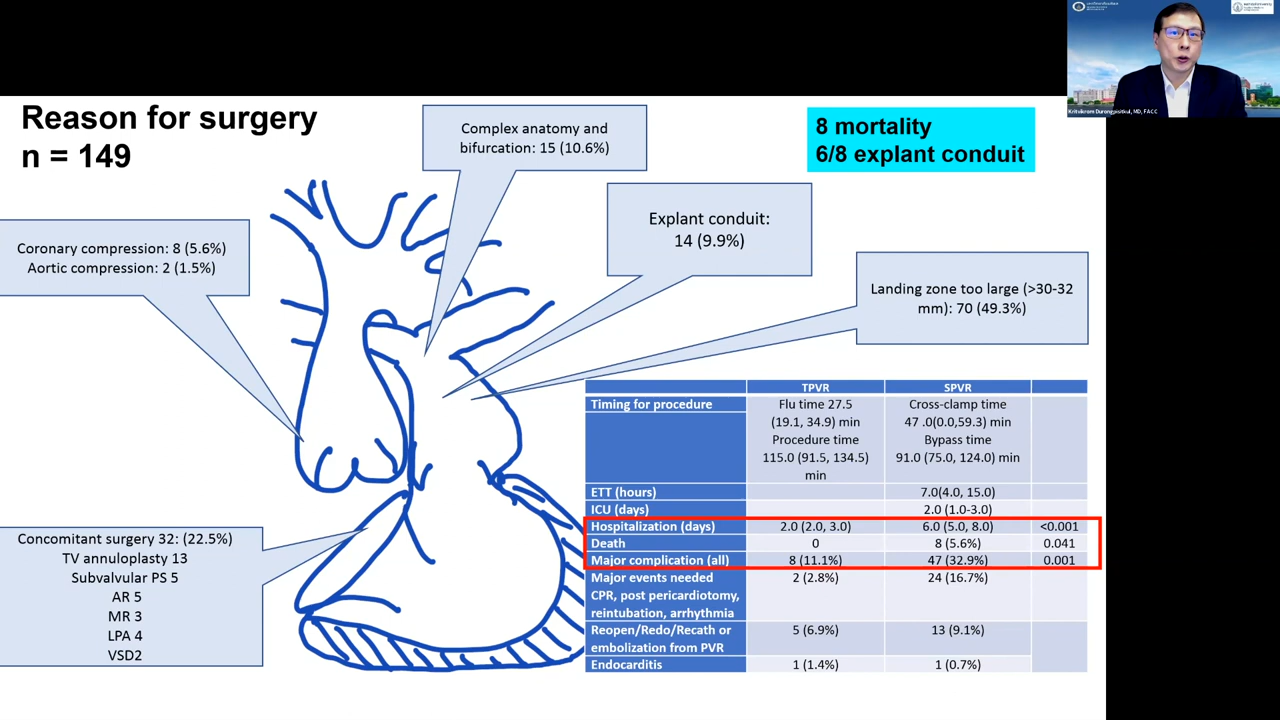 Reason for surgery
n = 149
Complex anatomy and
bifurcation: 15 (10.6%)
8 mortality
6/8 explant conduit
Kritvikrom Durongpisitkul, MD, FACC
Explant conduit:
14 (9.9%)
Coronary compression: 8 (5.6%)
Aortic compression: 2 (1.5%)
Landing zone too large (>30-32
mm): 70 (49.3%)
Concomitant surgery 32: (22.5%)
TV annuloplasty 13
Subvalvular PS 5
AR 5
MR 3
LPA 4
VSD2
TPVR SPVR
Timing for procedure Flu time 27.5 Cross-clamp time
(19.1, 34.9) min 47 .0(0.0,59.3) min
Procedure time Bypass time
115.0 (91.5, 134.5) 91.0 (75.0, 124.0) min
min
ETT (hours) 7.0(4.0, 15.0)
ICU (days) 2.0 (1.0-3.0)
Hospitalization (days) 2.0 (2.0, 3.0) 6.0 (5.0, 8.0) <0.001
Death 0 8 (5.6%) 0.041
Major complication (all) 8 (11.1%) 47 (32.9%) 0.001
Major events needed 2 (2.8%) 24 (16.7%)
CPR, post pericardiotomy,
reintubation, arrhythmia
Reopen/Redo/Recath or 5 (6.9%) 13 (9.1%)
embolization from PVR
Endocarditis 1 (1.4%) 1 (0.7%)